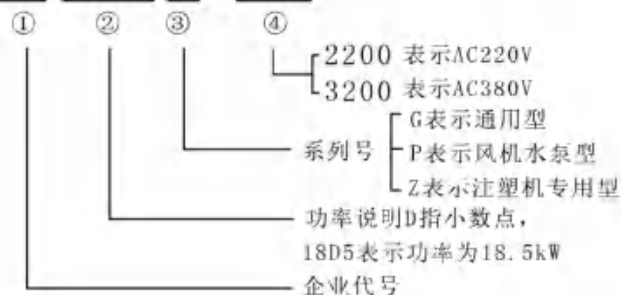 ① ② ③ ④
2200 表示AC220V
3200 表示AC380V
系列号
G表示通用型
P表示风机水泵型
Z表示注塑机专用型
功率说明D指小数点，
18D5表示功率为18.5kW
企业代号